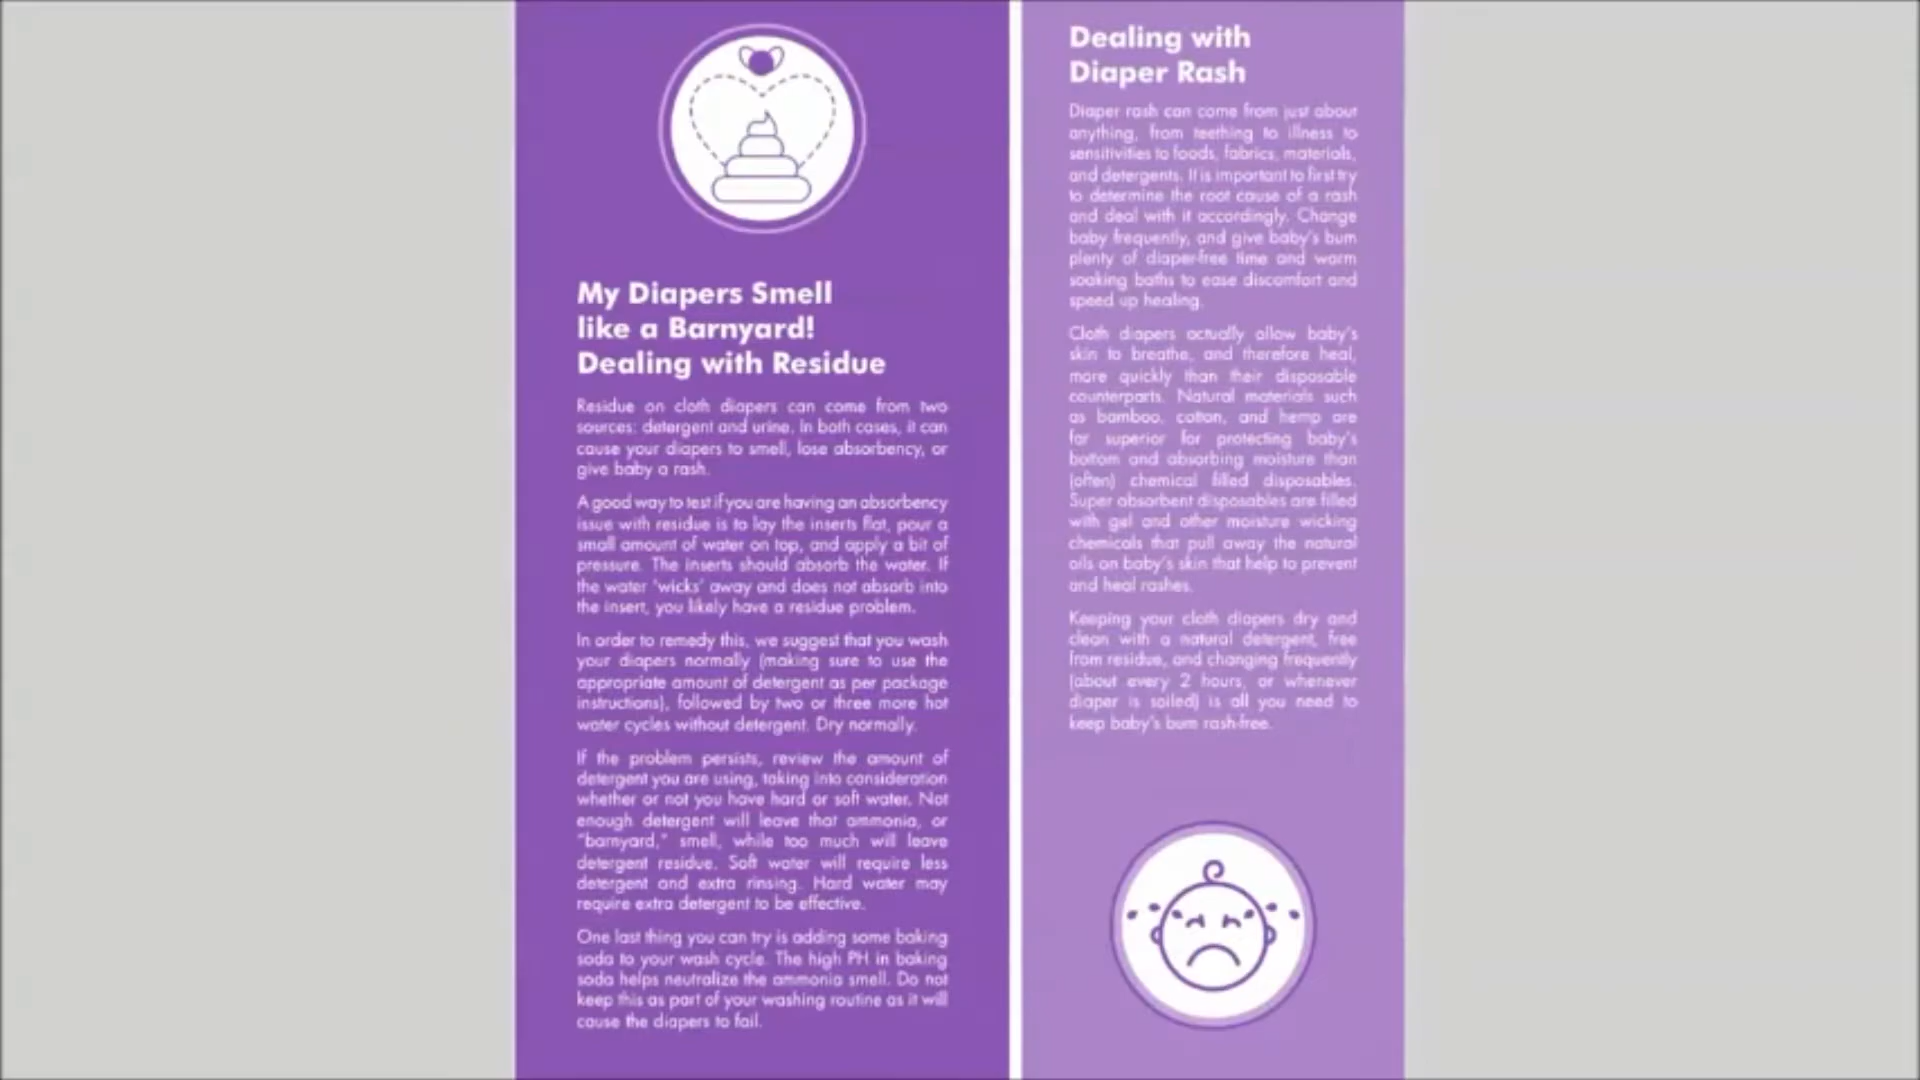 My Diapers Smell
like a Barnyard!
Dealing with Residue
Residue on cloth diapers can come from two
sources: detergent and urine. In both cases, it can
cause your diapers to smell, lose absorbency, or
give baby a rash.
A good way to test if you are having an absorbency
issue with residue is to lay the inserts flat, pour a
small amount of water on top, and apply a bit of
pressure. The inserts should absorb the water. If
the water 'wicks' away and does not absorb into
the insert, you likely have a residue problem.
In order to remedy this, we suggest that you wash
your diapers normally (making sure to use the
appropriate amount of detergent as per package
instructions), followed by two or three more hot
water cycles without detergent. Dry normally.
If the problem persists, review the amount of
detergent you are using, taking into consideration
whether or not you have hard or soft water. Not
enough detergent will leave that ammonia, or
"barnyard," smell, while too much will leave
detergent residue. Soft water will require less
detergent and extra rinsing. Hard water may
require extra detergent to be effective.
One last thing you can try is adding some baking
soda to your wash cycle. The high PH in baking
soda helps neutralize the ammonia smell. Do not
keep this as part of your washing routine as it will
cause the diapers to fail.
Dealing with
Diaper Rash
Diaper rash can come from just about
anything, from teething to illness to
sensitivities to foods, fabrics, materials,
and detergents. It is important to first try
to determine the root cause of a rash
and deal with it accordingly. Change
baby frequently, and give baby's bum
plenty of diaper-free time and warm
soaking baths to ease discomfort and
speed up healing.
Cloth diapers actually allow baby's
skin to breathe, and therefore heal,
more quickly than their disposable
counterparts. Natural materials such
as bamboo, cotton, and hemp are
far superior for protecting baby's
bottom and absorbing moisture than
(often) chemical filled disposables.
Super absorbent disposables are filled
with gel and other moisture wicking
chemicals that pull away the natural
oils on baby's skin that help to prevent
and heal rashes.
Keeping your cloth diapers dry and
clean with a natural detergent, free
from residue, and changing frequently
(about every 2 hours, or whenever
diaper is soiled) is all you need to
keep baby's bum rash-free.